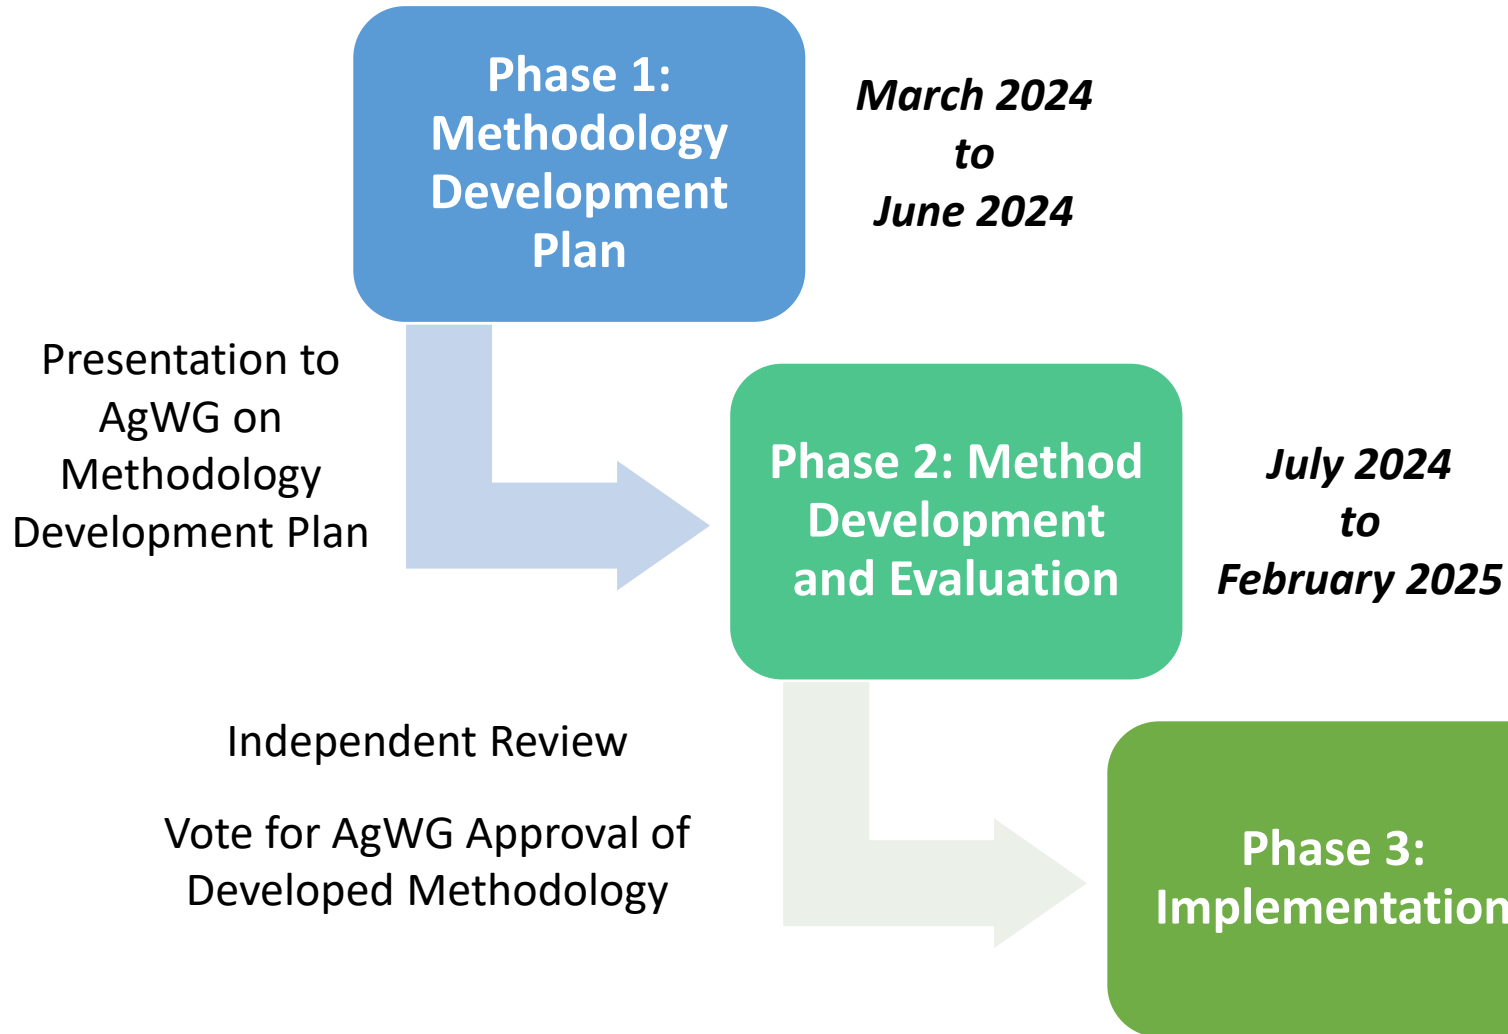 Phase 1:
Methodology
Development
Plan
March 2024
to
June 2024
Presentation to
AgWG on
Methodology
Development Plan
Phase 2: Method
Development
and Evaluation
July 2024
to
February 2025
Independent Review
Vote for AgWG Approval of
Developed Methodology
Phase 3:
Implementation